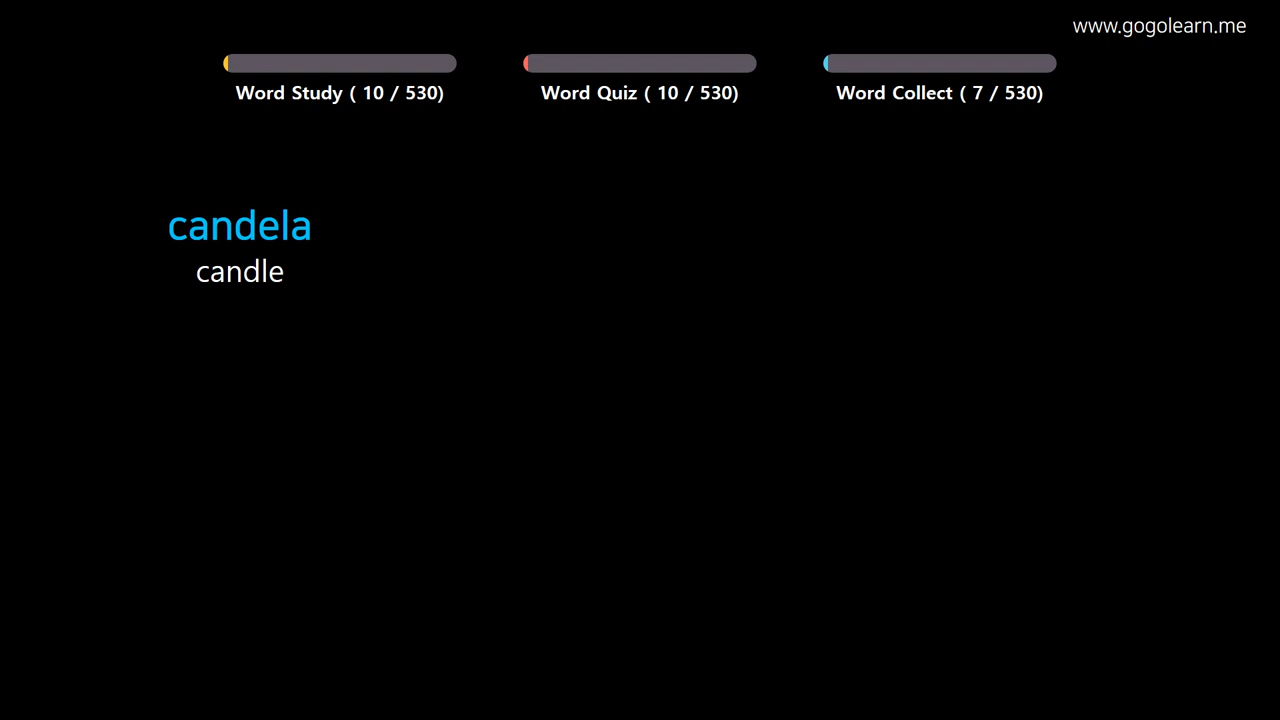 www.gogolearn.me
Word Study ( 10 / 530)
Word Quiz ( 10 / 530)
Word Collect ( 7 / 530)
candela
candle